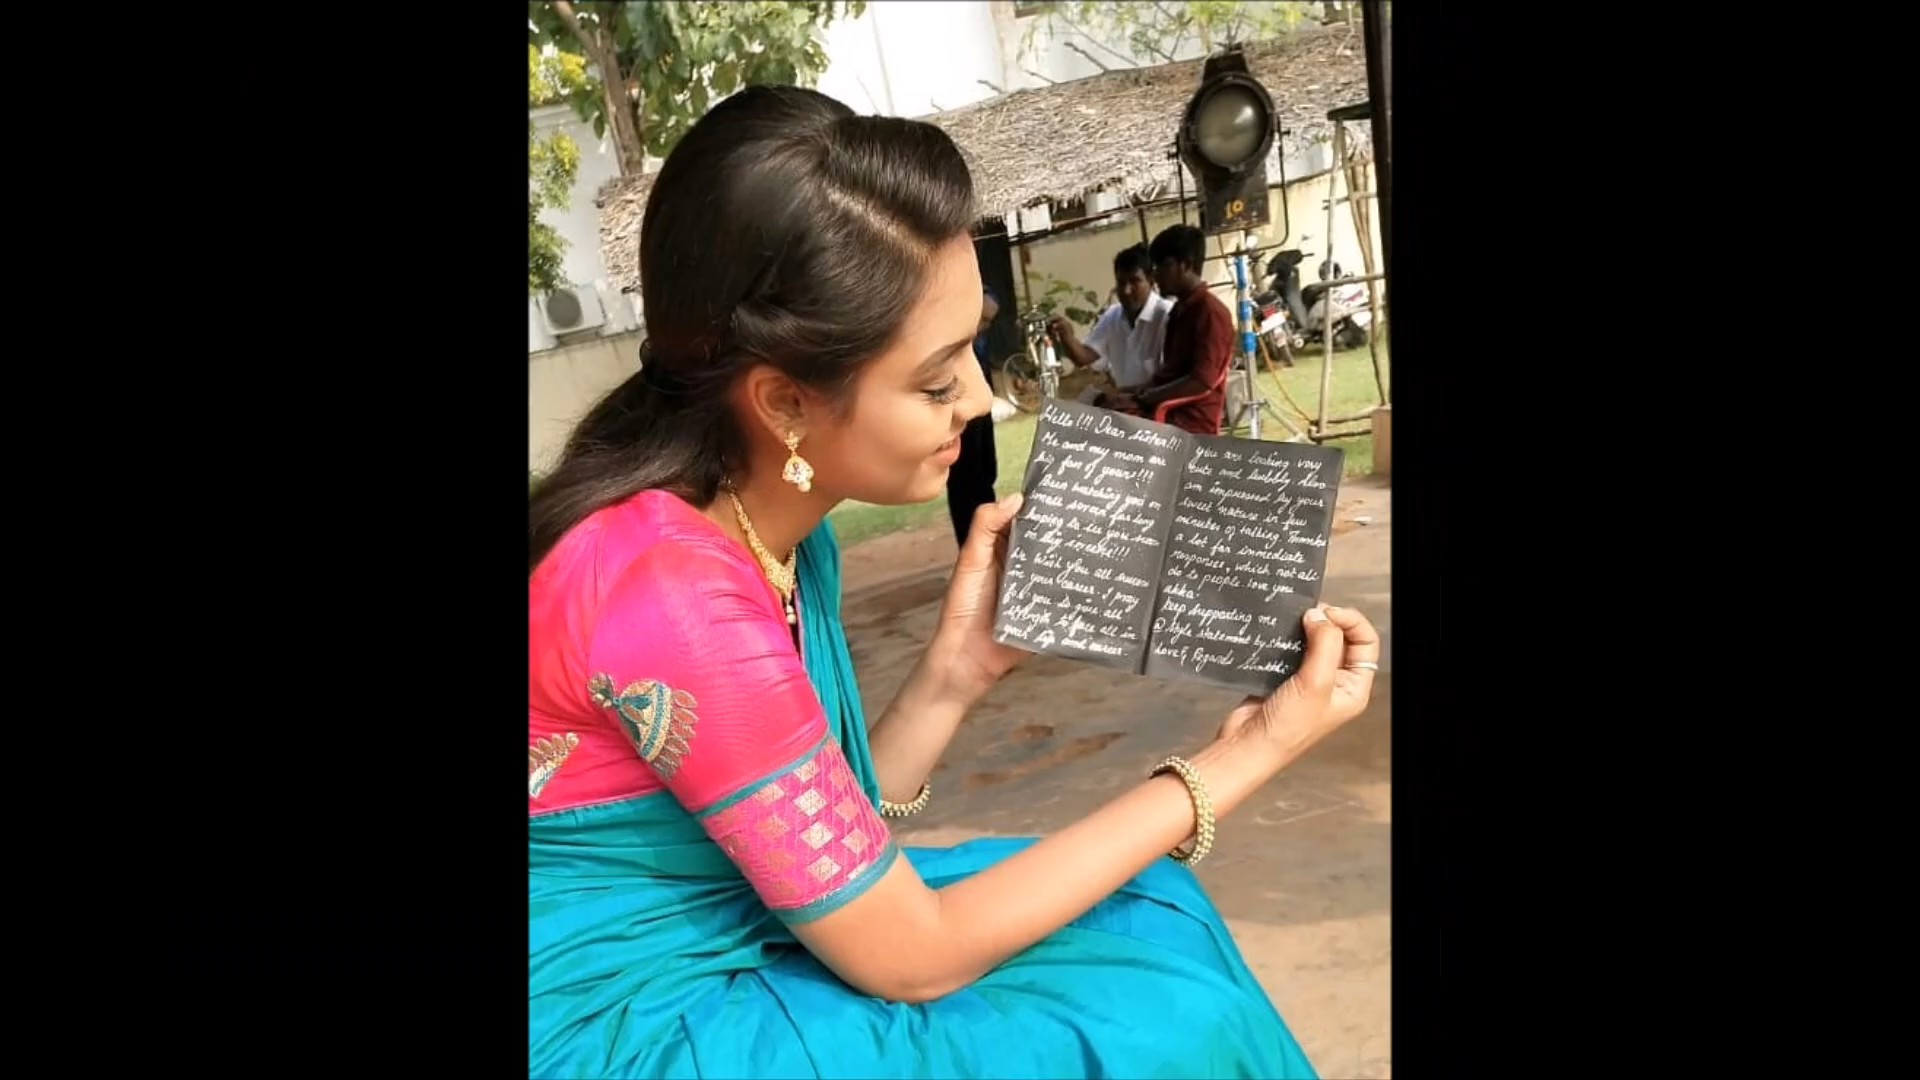 10
Hello!!! Dear Sister!!!
Me and my mom are
big fan of yours!!!
Been watching you on
small screen for long
hoping to see you soon
on big screen!!!
We wish you all success
in your career. I pray
for you to give all
strength to face all in
your life and career.
you are looking very
cute and bubbly Also
am impressed by your
sweet nature in few
minutes of talking Thanks
a lot for immediate
responses, which not all
do to people. love you
akka!
keep supporting me
@ Style statement by Shakthi
Love & Regards Shakthi